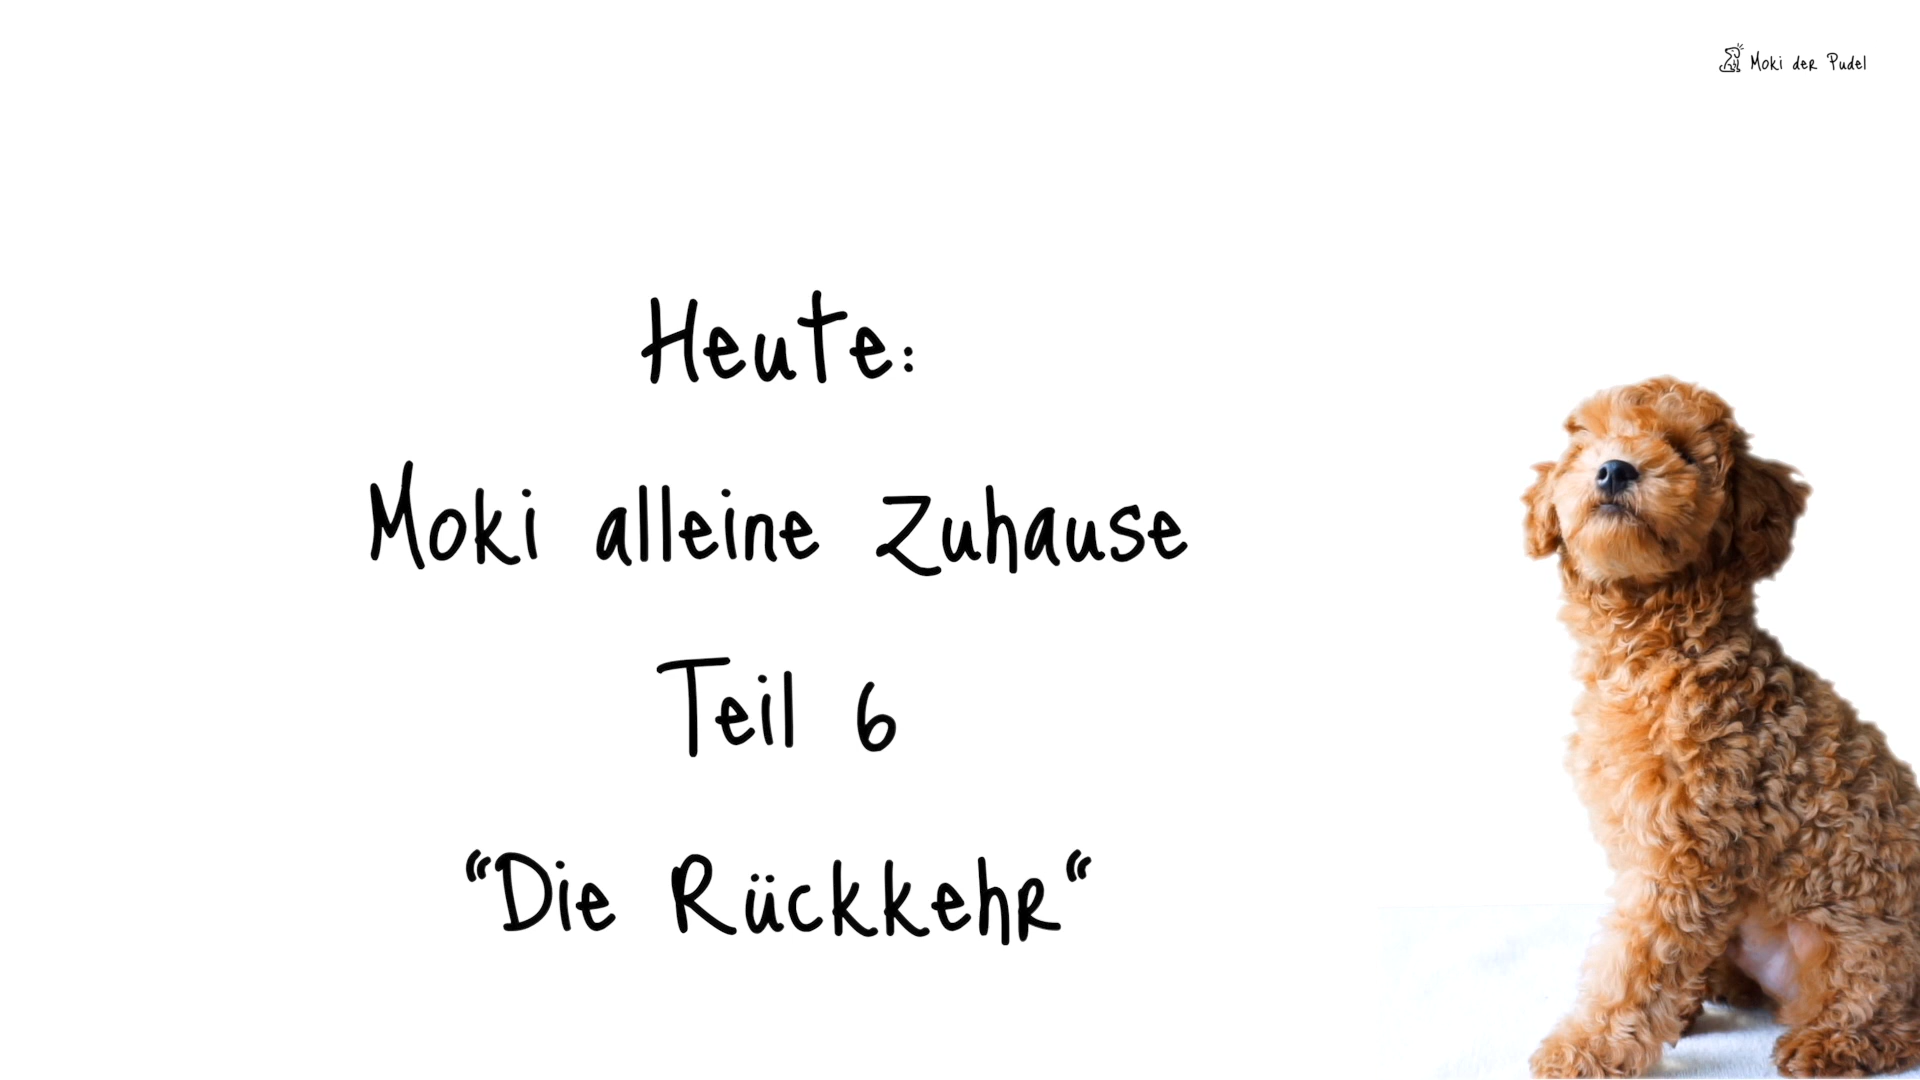 Moki der Pudel
Heute:
Moki alleine Zuhause
Teil 6
“Die Rückkehr“